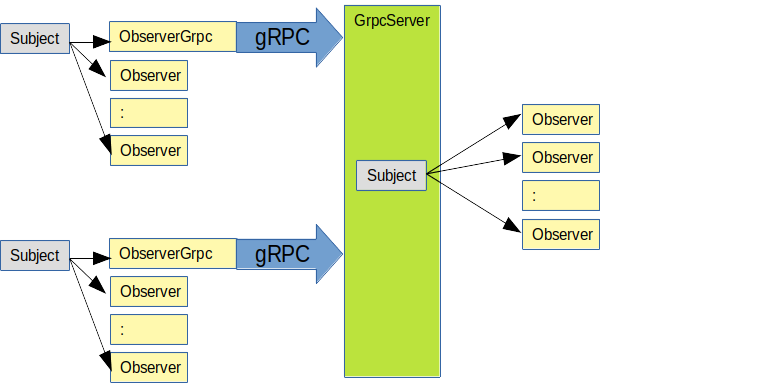 Subject
ObserverGrpc
gRPC
Observer
:
Observer
GrpcServer
Subject
Observer
Observer
:
Observer
Subject
ObserverGrpc
gRPC
Observer
:
Observer